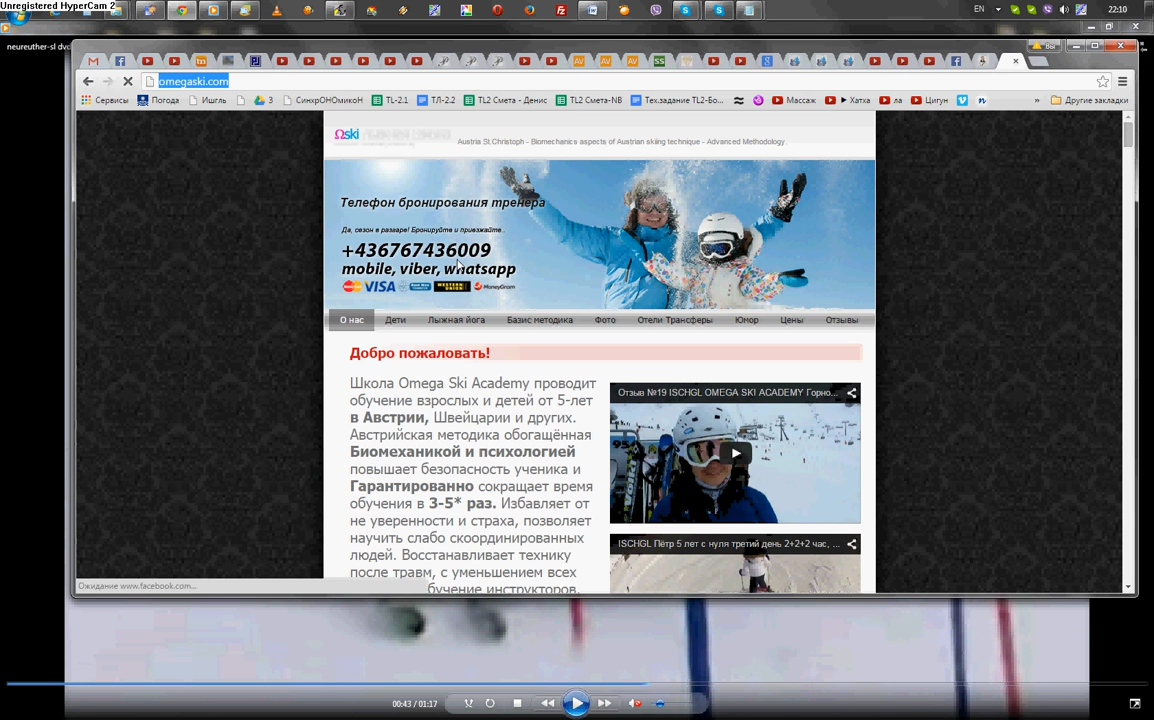 Unregistered HyperCam 2
EN
22:10
neureuther-sl dvd
Вы
omegaski.com
Сервисы
Погода
Ишгль
3
СинхрОНОмикоН
TL-2.1
ТЛ-2.2
TL2 Смета - Денис
TL2 Смета-NB
Тех.задание TL2-Бо...
Массаж
Хатка
ла
Цигун
»
Другие закладки
Ωski
Austria St.Christoph - Biomechanics aspects of Austrian skiing technique - Advanced Methodology.
Телефон бронирования тренера
Да, сезон в разгаре! Бронируйте и приезжайте..
+436767436009
mobile, viber, whatsapp
MasterCard VISA WESTERN UNION MoneyGram
О нас
Дети
Лыжная йога
Базис методика
Фото
Отели Трансферы
Юмор
Цены
Отзывы
Добро пожаловать!
Школа Omega Ski Academy проводит
обучение взрослых и детей от 5-лет
в Австрии, Швейцарии и других.
Австрийская методика обогащённая
Биомеханикой и психологией
повышает безопасность ученика и
Гарантированно сокращает время
обучения в 3-5* раз. Избавляет от
не уверенности и страха, позволяет
научить слабо скоординированных
людей. Восстанавливает технику
после травм, с уменьшением всех
бучение инструкторов.
Отзыв №19 ISCHGL OMEGA SKI ACADEMY Горно...
ISCHGL Пётр 5 лет с нуля третий день 2+2+2 час, ...
Ожидание www.facebook.com...
00:43 / 01:17